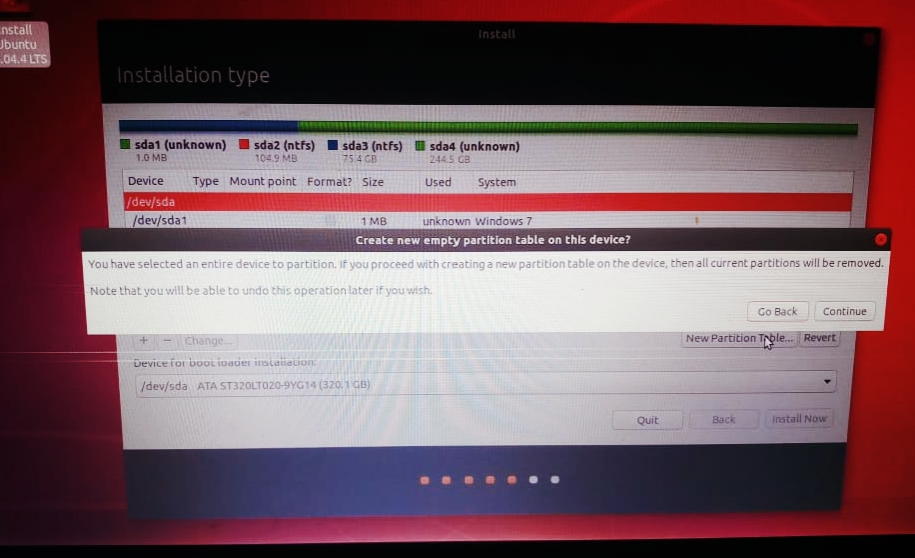 nstall
Ubuntu
.04.4 LTS
Install
Installation type
sda1 (unknown) sda2 (ntfs) sda3 (ntfs) sda4 (unknown)
1.0 MB 104.9 MB 75.4 GB 244.5 GB
Device Type Mount point Format? Size Used System
/dev/sda
/dev/sda1 1 MB unknown Windows 7
Create new empty partition table on this device?
You have selected an entire device to partition. If you proceed with creating a new partition table on the device, then all current partitions will be removed.
Note that you will be able to undo this operation later if you wish.
Go Back Continue
+ - Change... New Partition Table... Revert
Device for boot loader installation:
/dev/sda ATA ST320LT020-9YG14 (320.1 GB)
Quit Back Install Now